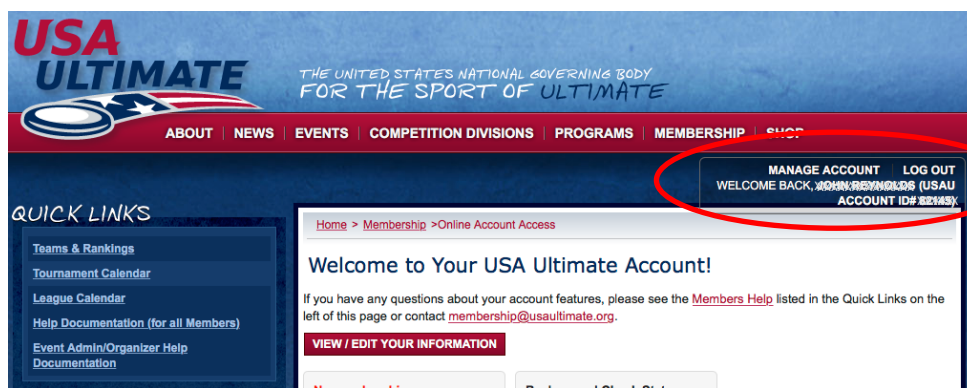 USA
ULTIMATE
THE UNITED STATES NATIONAL GOVERNING BODY
FOR THE SPORT OF ULTIMATE
ABOUT | NEWS | EVENTS | COMPETITION DIVISIONS | PROGRAMS | MEMBERSHIP | SHOP
MANAGE ACCOUNT | LOG OUT
WELCOME BACK, (USAU
ACCOUNT ID#
QUICK LINKS
Teams & Rankings
Tournament Calendar
League Calendar
Help Documentation (for all Members)
Event Admin/Organizer Help
Documentation
Home > Membership >Online Account Access
Welcome to Your USA Ultimate Account!
If you have any questions about your account features, please see the Members Help listed in the Quick Links on the
left of this page or contact membership@usaultimate.org.
VIEW / EDIT YOUR INFORMATION